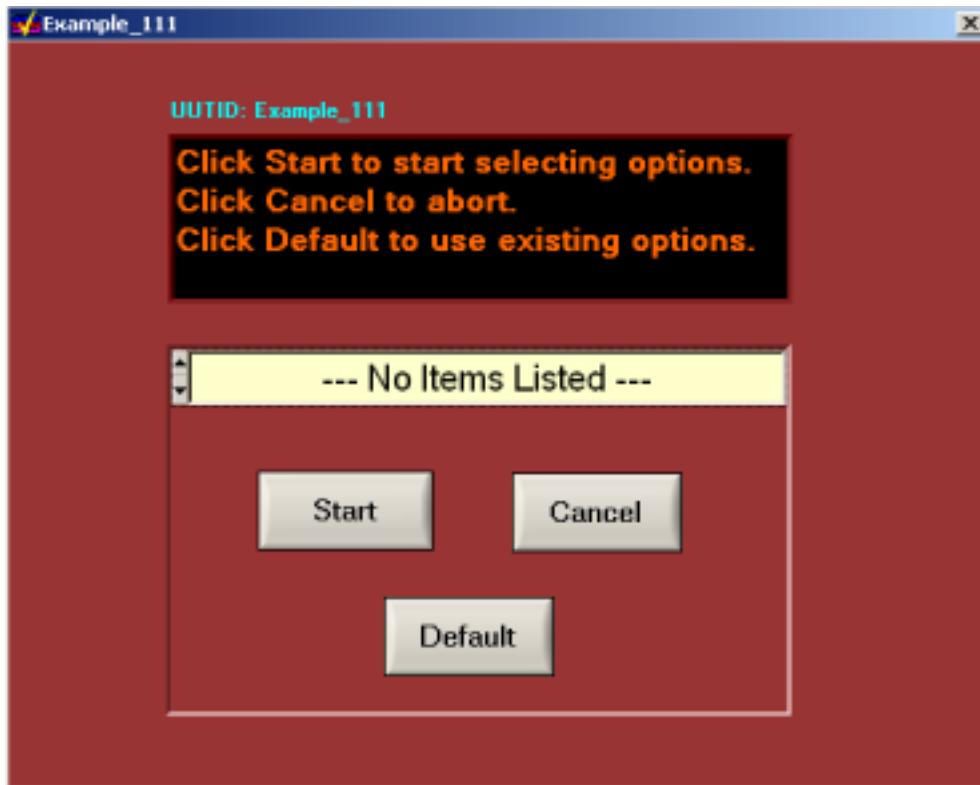 Example_111
UUTID: Example_111
Click Start to start selecting options.
Click Cancel to abort.
Click Default to use existing options.
--- No Items Listed ---
Start
Cancel
Default